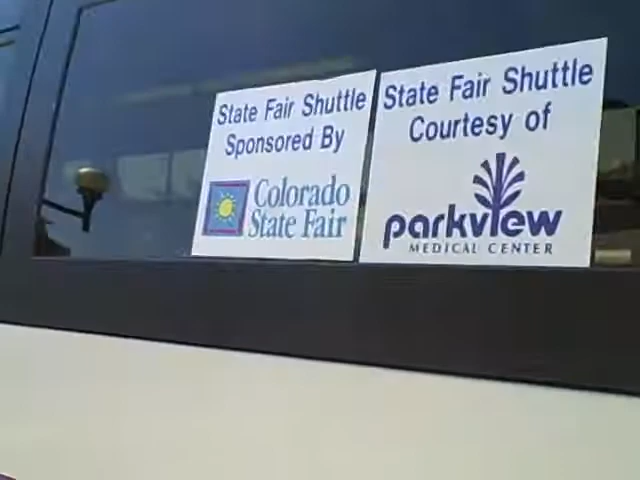 State Fair Shuttle
Sponsored By
Colorado
State Fair
State Fair Shuttle
Courtesy of
parkview
MEDICAL CENTER